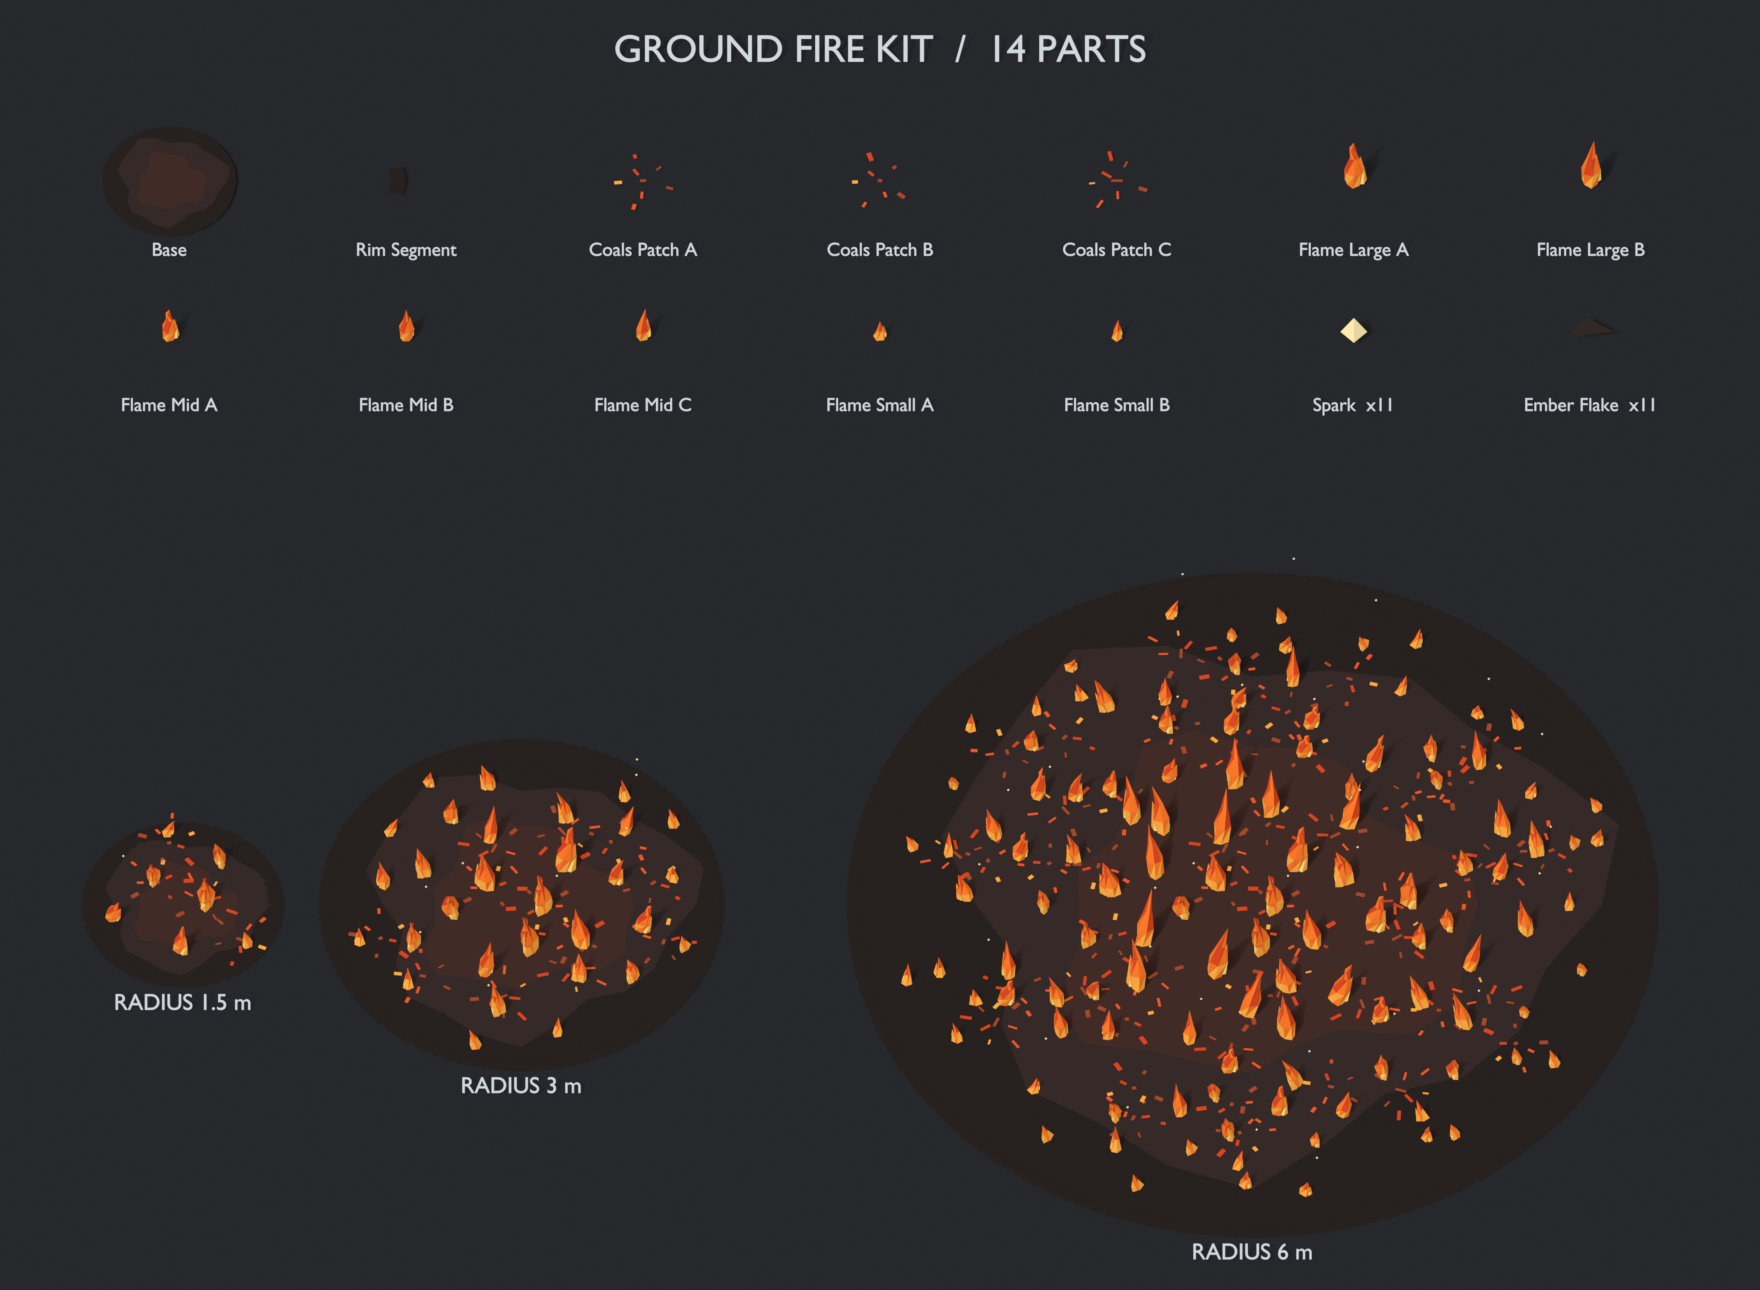 GROUND FIRE KIT / 14 PARTS
Base
Rim Segment
Coals Patch A
Coals Patch B
Coals Patch C
Flame Large A
Flame Large B
Flame Mid A
Flame Mid B
Flame Mid C
Flame Small A
Flame Small B
Spark x11
Ember Flake x11
RADIUS 1.5 m
RADIUS 3 m
RADIUS 6 m